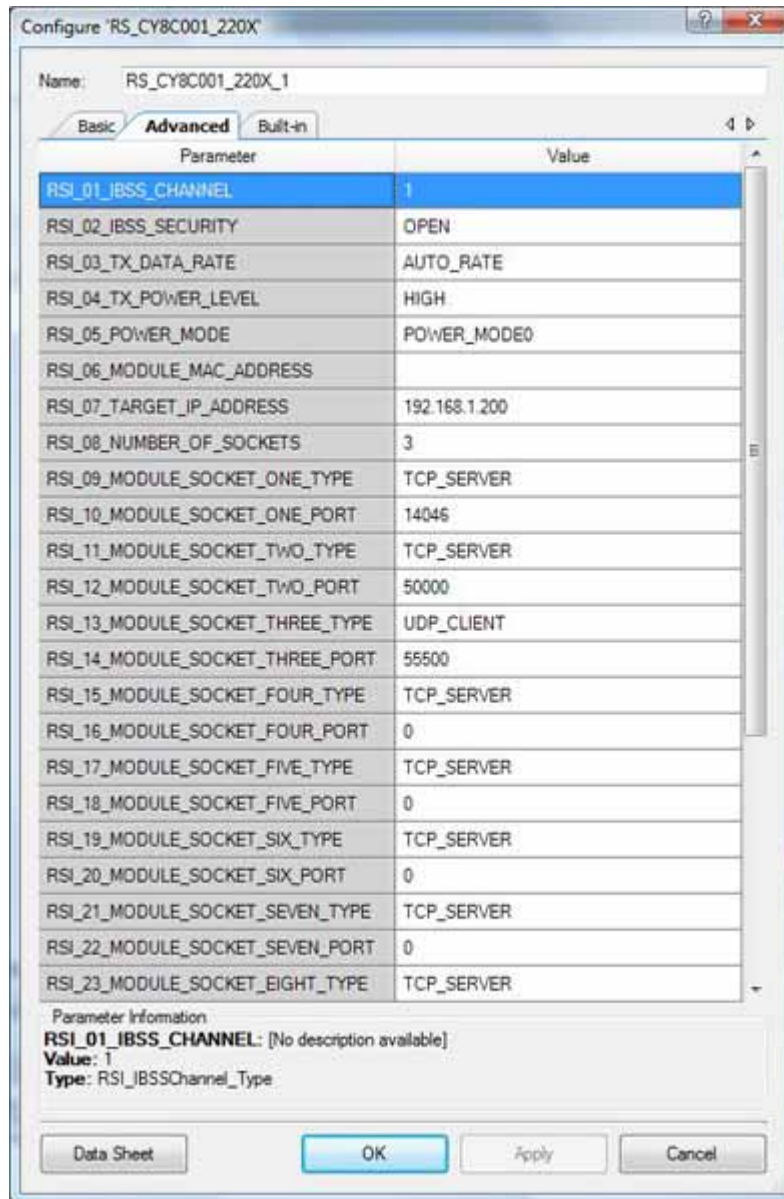 Configure 'RS_CY8C001_220X'
Name: RS_CY8C001_220X_1
Basic Advanced Built-in
Parameter Value
RSI_01_IBSS_CHANNEL 1
RSI_02_IBSS_SECURITY OPEN
RSI_03_TX_DATA_RATE AUTO_RATE
RSI_04_TX_POWER_LEVEL HIGH
RSI_05_POWER_MODE POWER_MODE0
RSI_06_MODULE_MAC_ADDRESS
RSI_07_TARGET_IP_ADDRESS 192.168.1.200
RSI_08_NUMBER_OF_SOCKETS 3
RSI_09_MODULE_SOCKET_ONE_TYPE TCP_SERVER
RSI_10_MODULE_SOCKET_ONE_PORT 14046
RSI_11_MODULE_SOCKET_TWO_TYPE TCP_SERVER
RSI_12_MODULE_SOCKET_TWO_PORT 50000
RSI_13_MODULE_SOCKET_THREE_TYPE UDP_CLIENT
RSI_14_MODULE_SOCKET_THREE_PORT 55500
RSI_15_MODULE_SOCKET_FOUR_TYPE TCP_SERVER
RSI_16_MODULE_SOCKET_FOUR_PORT 0
RSI_17_MODULE_SOCKET_FIVE_TYPE TCP_SERVER
RSI_18_MODULE_SOCKET_FIVE_PORT 0
RSI_19_MODULE_SOCKET_SIX_TYPE TCP_SERVER
RSI_20_MODULE_SOCKET_SIX_PORT 0
RSI_21_MODULE_SOCKET_SEVEN_TYPE TCP_SERVER
RSI_22_MODULE_SOCKET_SEVEN_PORT 0
RSI_23_MODULE_SOCKET_EIGHT_TYPE TCP_SERVER
Parameter Information
RSI_01_IBSS_CHANNEL: [No description available]
Value: 1
Type: RSI_IBSSChannel_Type
Data Sheet OK Apply Cancel